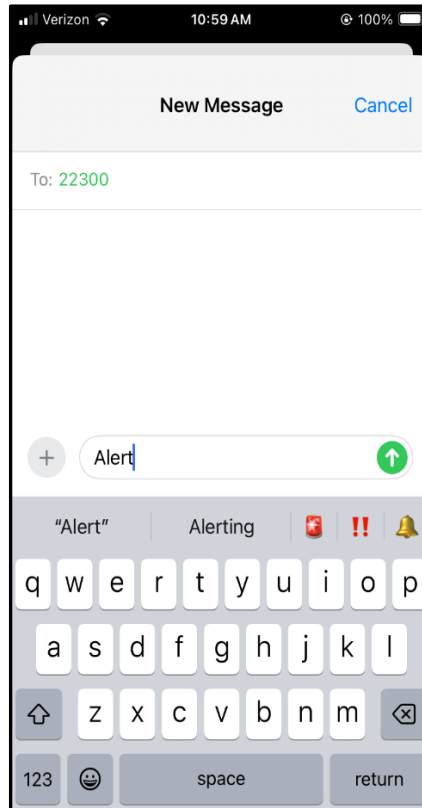 Verizon 10:59 AM 100%
New Message Cancel
To: 22300
+ Alert
“Alert” Alerting ‼
q w e r t y u i o p
a s d f g h j k l
z x c v b n m
123 space return